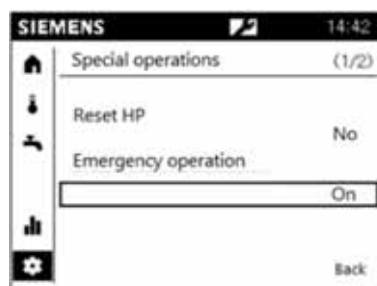 SIEMENS 14:42
Special operations (1/2)
Reset HP
No
Emergency operation
On
Back